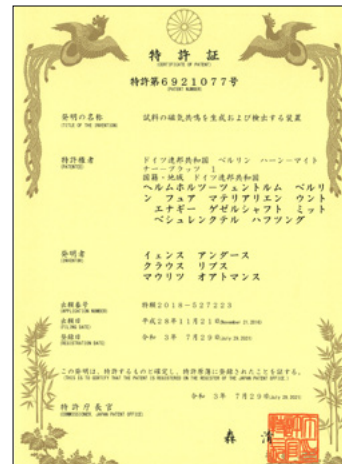 特許証
(CERTIFICATE OF PATENT)
特許第6921077号
(PATENT NUMBER)
発明の名称
(TITLE OF THE INVENTION)
試料の磁気共鳴を生成および検出する装置
特許権者
(PATENTEE)
ドイツ連邦共和国 ベルリン ハーン－マイト
ナー－プラッツ 1
国籍・地域 ドイツ連邦共和国
ヘルムホルツ－ツェントルム ベルリ
ン フュア マテリアリエン ウント
エナギー ゲゼルシャフト ミット
ベシュレンクテル ハフツング
発明者
(INVENTOR)
イェンス アンダース
クラウス リプス
マウリツ オアトマンス
出願番号
(APPLICATION NUMBER)
特願2018-527223
出願日
(FILING DATE)
平成28年11月21日(November 21,2016)
登録日
(REGISTRATION DATE)
令和 3年 7月29日(July 29,2021)
この発明は、特許するものと確定し、特許原簿に登録されたことを証する。
(THIS IS TO CERTIFY THAT THE PATENT IS REGISTERED ON THE REGISTER OF THE JAPAN PATENT OFFICE.)
令和 3年 7月29日(July 29,2021)
特許庁長官
(COMMISSIONER, JAPAN PATENT OFFICE)
森 清